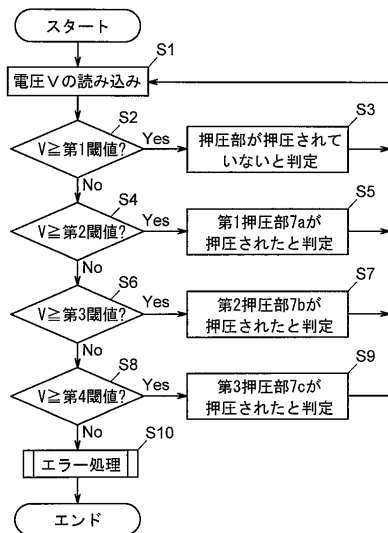 スタート
S1
電圧Vの読み込み
S2
V≧第1閾値?
Yes
No
S3
押圧部が押圧されて
いないと判定
S4
V≧第2閾値?
Yes
No
S5
第1押圧部7aが
押圧されたと判定
S6
V≧第3閾値?
Yes
No
S7
第2押圧部7bが
押圧されたと判定
S8
V≧第4閾値?
Yes
No
S9
第3押圧部7cが
押圧されたと判定
S10
エラー処理
エンド